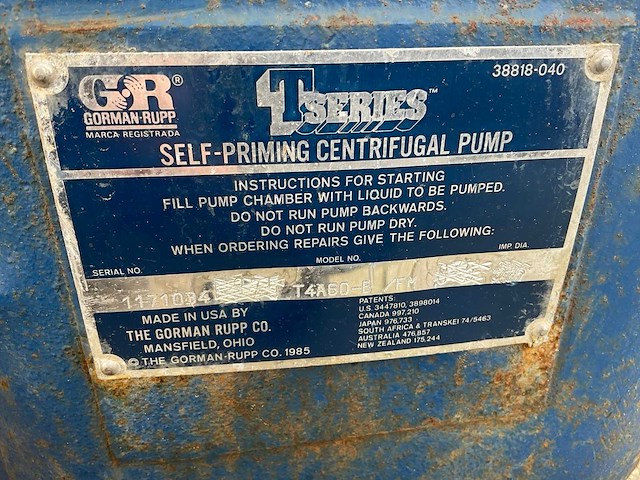 38818-040
GR®
GORMAN-RUPP
MARCA REGISTRADA
T SERIES™
SELF-PRIMING CENTRIFUGAL PUMP
INSTRUCTIONS FOR STARTING
FILL PUMP CHAMBER WITH LIQUID TO BE PUMPED.
DO NOT RUN PUMP BACKWARDS.
DO NOT RUN PUMP DRY.
WHEN ORDERING REPAIRS GIVE THE FOLLOWING:
SERIAL NO. MODEL NO. IMP. DIA.
1171034 T4A60-B /FM
MADE IN USA BY
THE GORMAN RUPP CO.
MANSFIELD, OHIO
© THE GORMAN-RUPP CO. 1985
PATENTS:
U.S. 3447810, 3898014
CANADA 997,210
JAPAN 976,733
SOUTH AFRICA & TRANSKEI 74/5463
AUSTRALIA 476,857
NEW ZEALAND 175,244